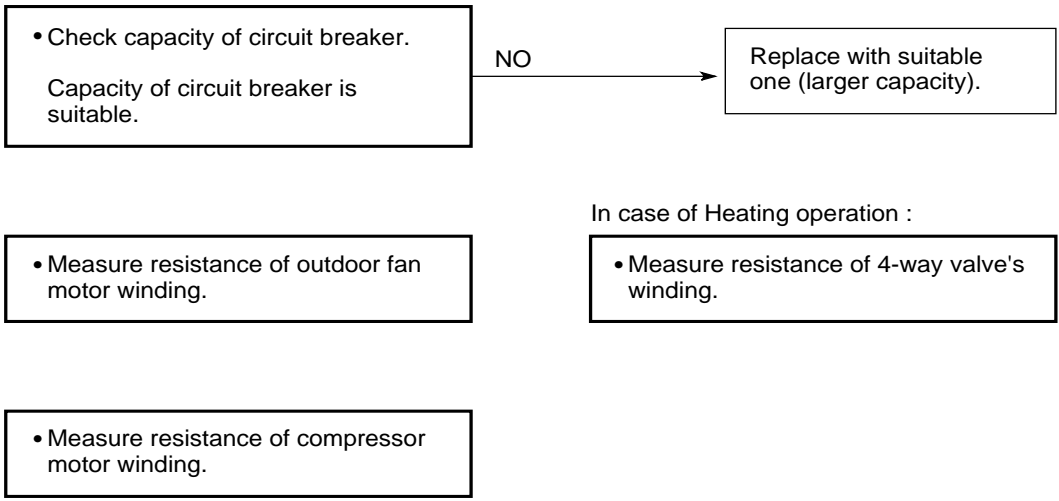 • Check capacity of circuit breaker.
Capacity of circuit breaker is
suitable.
NO
Replace with suitable
one (larger capacity).
In case of Heating operation :
• Measure resistance of outdoor fan
motor winding.
• Measure resistance of 4-way valve's
winding.
• Measure resistance of compressor
motor winding.